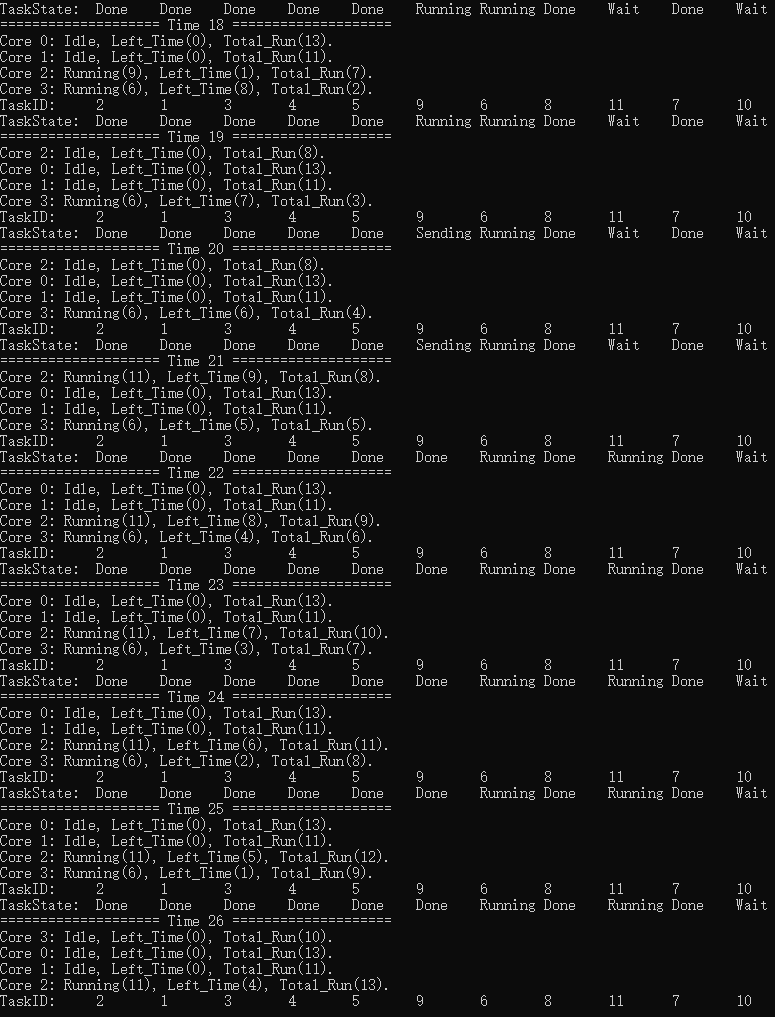 TaskState:  Done    Done    Done    Done    Done    Running Running Done    Wait    Done    Wait
==================== Time 18 ====================
Core 0: Idle, Left_Time(0), Total_Run(13).
Core 1: Idle, Left_Time(0), Total_Run(11).
Core 2: Running(9), Left_Time(1), Total_Run(7).
Core 3: Running(6), Left_Time(8), Total_Run(2).
TaskID:     2       1       3       4       5       9       6       8       11      7       10
TaskState:  Done    Done    Done    Done    Done    Running Running Done    Wait    Done    Wait
==================== Time 19 ====================
Core 2: Idle, Left_Time(0), Total_Run(8).
Core 0: Idle, Left_Time(0), Total_Run(13).
Core 1: Idle, Left_Time(0), Total_Run(11).
Core 3: Running(6), Left_Time(7), Total_Run(3).
TaskID:     2       1       3       4       5       9       6       8       11      7       10
TaskState:  Done    Done    Done    Done    Done    Sending Running Done    Wait    Done    Wait
==================== Time 20 ====================
Core 2: Idle, Left_Time(0), Total_Run(8).
Core 0: Idle, Left_Time(0), Total_Run(13).
Core 1: Idle, Left_Time(0), Total_Run(11).
Core 3: Running(6), Left_Time(6), Total_Run(4).
TaskID:     2       1       3       4       5       9       6       8       11      7       10
TaskState:  Done    Done    Done    Done    Done    Sending Running Done    Wait    Done    Wait
==================== Time 21 ====================
Core 2: Running(11), Left_Time(9), Total_Run(8).
Core 0: Idle, Left_Time(0), Total_Run(13).
Core 1: Idle, Left_Time(0), Total_Run(11).
Core 3: Running(6), Left_Time(5), Total_Run(5).
TaskID:     2       1       3       4       5       9       6       8       11      7       10
TaskState:  Done    Done    Done    Done    Done    Done    Running Done    Running Done    Wait
==================== Time 22 ====================
Core 0: Idle, Left_Time(0), Total_Run(13).
Core 1: Idle, Left_Time(0), Total_Run(11).
Core 2: Running(11), Left_Time(8), Total_Run(9).
Core 3: Running(6), Left_Time(4), Total_Run(6).
TaskID:     2       1       3       4       5       9       6       8       11      7       10
TaskState:  Done    Done    Done    Done    Done    Done    Running Done    Running Done    Wait
==================== Time 23 ====================
Core 0: Idle, Left_Time(0), Total_Run(13).
Core 1: Idle, Left_Time(0), Total_Run(11).
Core 2: Running(11), Left_Time(7), Total_Run(10).
Core 3: Running(6), Left_Time(3), Total_Run(7).
TaskID:     2       1       3       4       5       9       6       8       11      7       10
TaskState:  Done    Done    Done    Done    Done    Done    Running Done    Running Done    Wait
==================== Time 24 ====================
Core 0: Idle, Left_Time(0), Total_Run(13).
Core 1: Idle, Left_Time(0), Total_Run(11).
Core 2: Running(11), Left_Time(6), Total_Run(11).
Core 3: Running(6), Left_Time(2), Total_Run(8).
TaskID:     2       1       3       4       5       9       6       8       11      7       10
TaskState:  Done    Done    Done    Done    Done    Done    Running Done    Running Done    Wait
==================== Time 25 ====================
Core 0: Idle, Left_Time(0), Total_Run(13).
Core 1: Idle, Left_Time(0), Total_Run(11).
Core 2: Running(11), Left_Time(5), Total_Run(12).
Core 3: Running(6), Left_Time(1), Total_Run(9).
TaskID:     2       1       3       4       5       9       6       8       11      7       10
TaskState:  Done    Done    Done    Done    Done    Done    Running Done    Running Done    Wait
==================== Time 26 ====================
Core 3: Idle, Left_Time(0), Total_Run(10).
Core 0: Idle, Left_Time(0), Total_Run(13).
Core 1: Idle, Left_Time(0), Total_Run(11).
Core 2: Running(11), Left_Time(4), Total_Run(13).
TaskID:     2       1       3       4       5       9       6       8       11      7       10